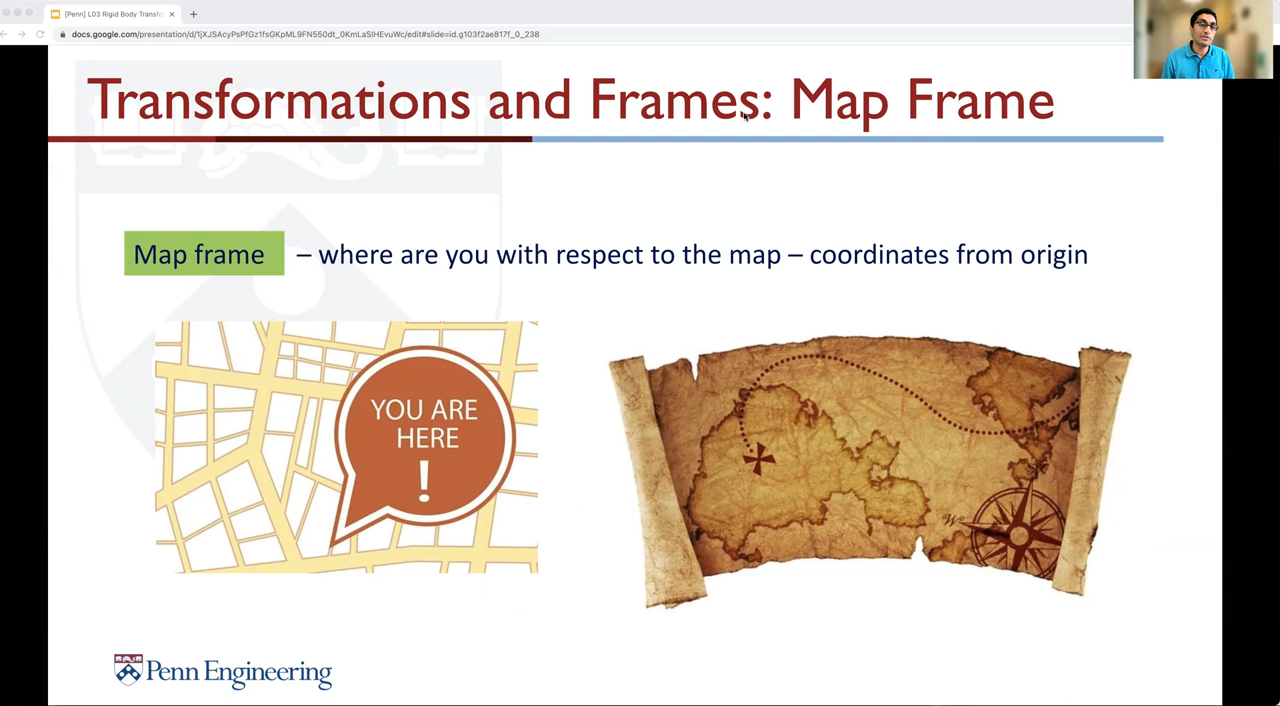 [Penn] L03 Rigid Body Transfo
docs.google.com/presentation/d/1jXJSAcyPsPfGz1fsGKpML9FN550dt_0KmLaSIHEvuWc/edit#slide=id.g103f2ae817f_0_238
Transformations and Frames: Map Frame
Map frame – where are you with respect to the map – coordinates from origin
YOU ARE
HERE
!
Penn Engineering